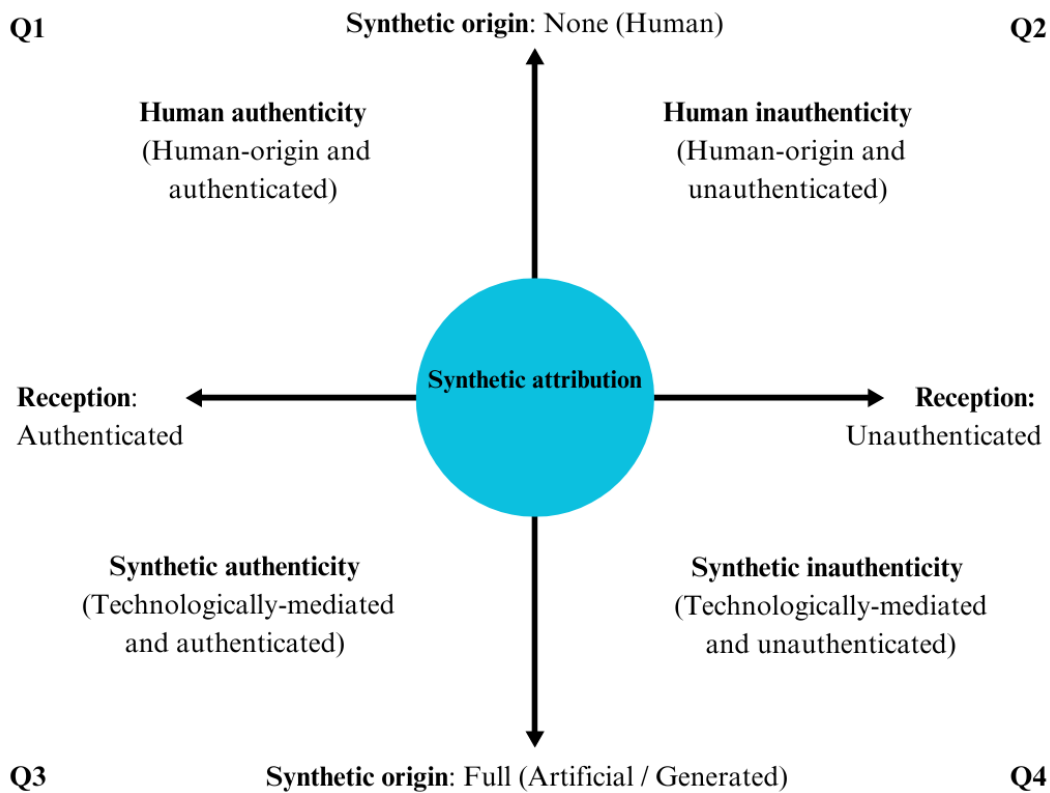 Q1
Synthetic origin: None (Human)
Q2
Human authenticity
(Human-origin and
authenticated)
Human inauthenticity
(Human-origin and
unauthenticated)
Synthetic attribution
Reception:
Authenticated
Reception:
Unauthenticated
Synthetic authenticity
(Technologically-mediated
and authenticated)
Synthetic inauthenticity
(Technologically-mediated
and unauthenticated)
Q3
Synthetic origin: Full (Artificial / Generated)
Q4